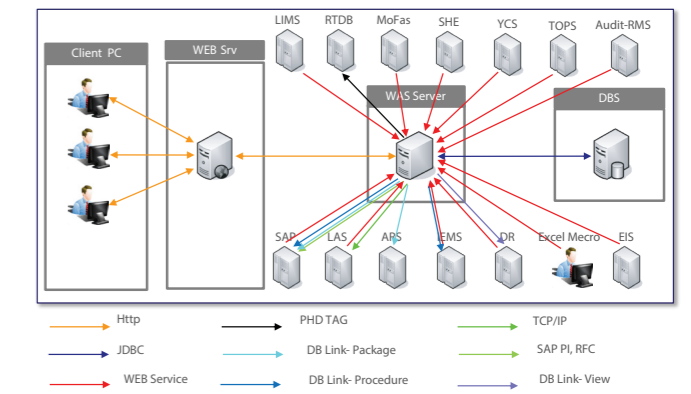 LIMS RTDB MoFas SHE YCS TOPS Audit-RMS
Client PC WEB Srv
WAS Server DBS
SAP LAS ARS IEMS DR Excel Mecro EIS
Http PHD TAG TCP/IP
JDBC DB Link- Package SAP PI, RFC
WEB Service DB Link- Procedure DB Link- View